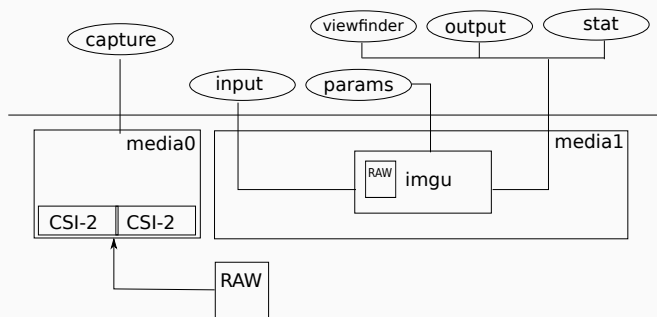 viewfinder
output
stat
capture
input
params
media0
media1
RAW
imgu
CSI-2
CSI-2
RAW